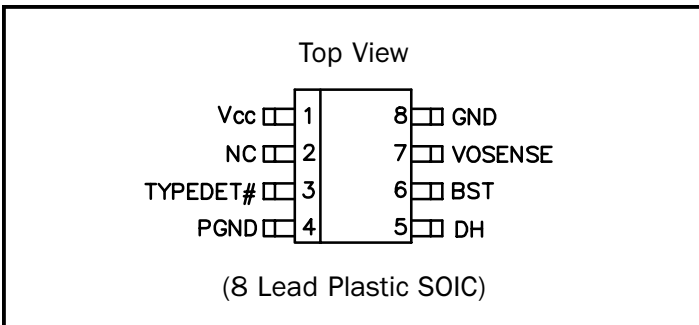 Top View
Vcc 1 8 GND
NC 2 7 VOSENSE
TYPEDET# 3 6 BST
PGND 4 5 DH
(8 Lead Plastic SOIC)